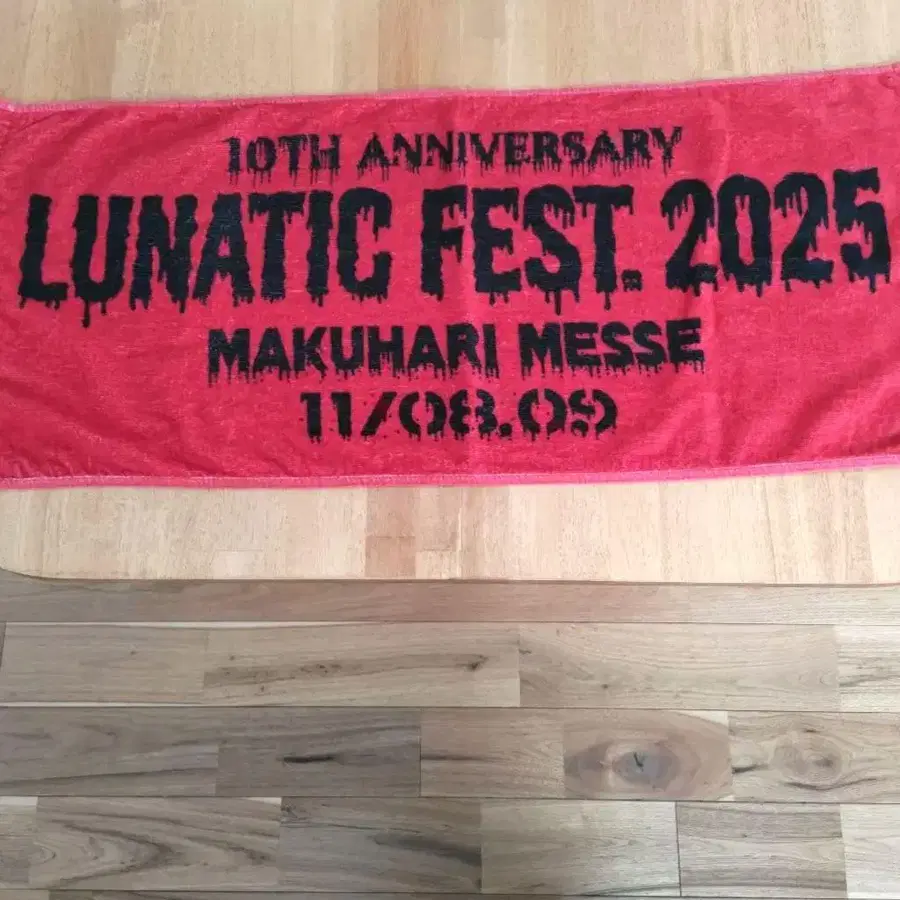 10TH ANNIVERSARY
LUNATIC FEST. 2025
MAKUHARI MESSE
11/08.09